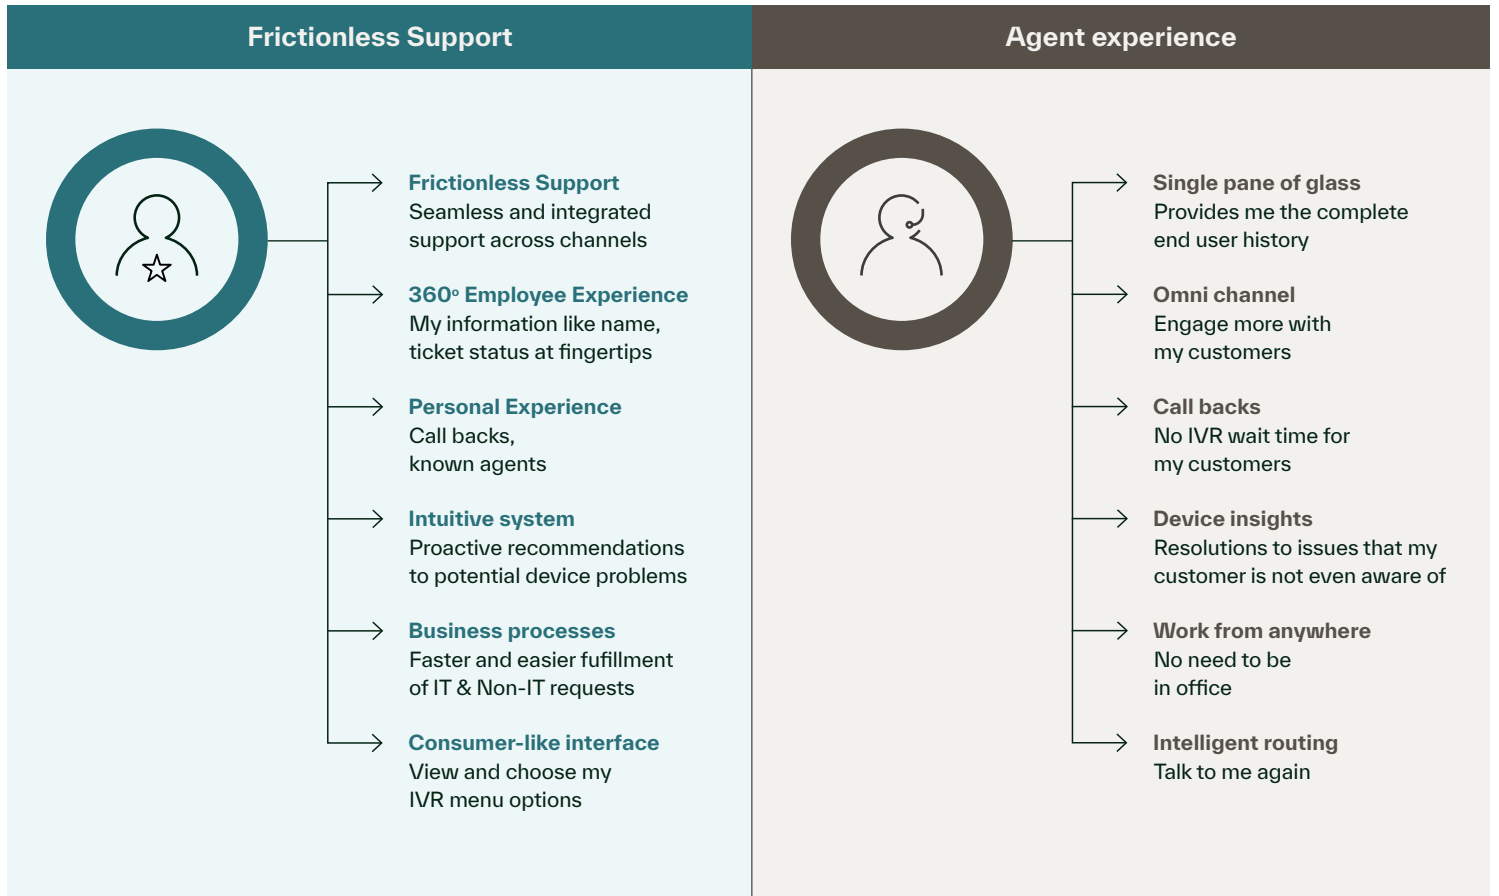 Frictionless Support
Frictionless Support
Seamless and integrated
support across channels
360º Employee Experience
My information like name,
ticket status at fingertips
Personal Experience
Call backs,
known agents
Intuitive system
Proactive recommendations
to potential device problems
Business processes
Faster and easier fufillment
of IT & Non-IT requests
Consumer-like interface
View and choose my
IVR menu options
Agent experience
Single pane of glass
Provides me the complete
end user history
Omni channel
Engage more with
my customers
Call backs
No IVR wait time for
my customers
Device insights
Resolutions to issues that my
customer is not even aware of
Work from anywhere
No need to be
in office
Intelligent routing
Talk to me again